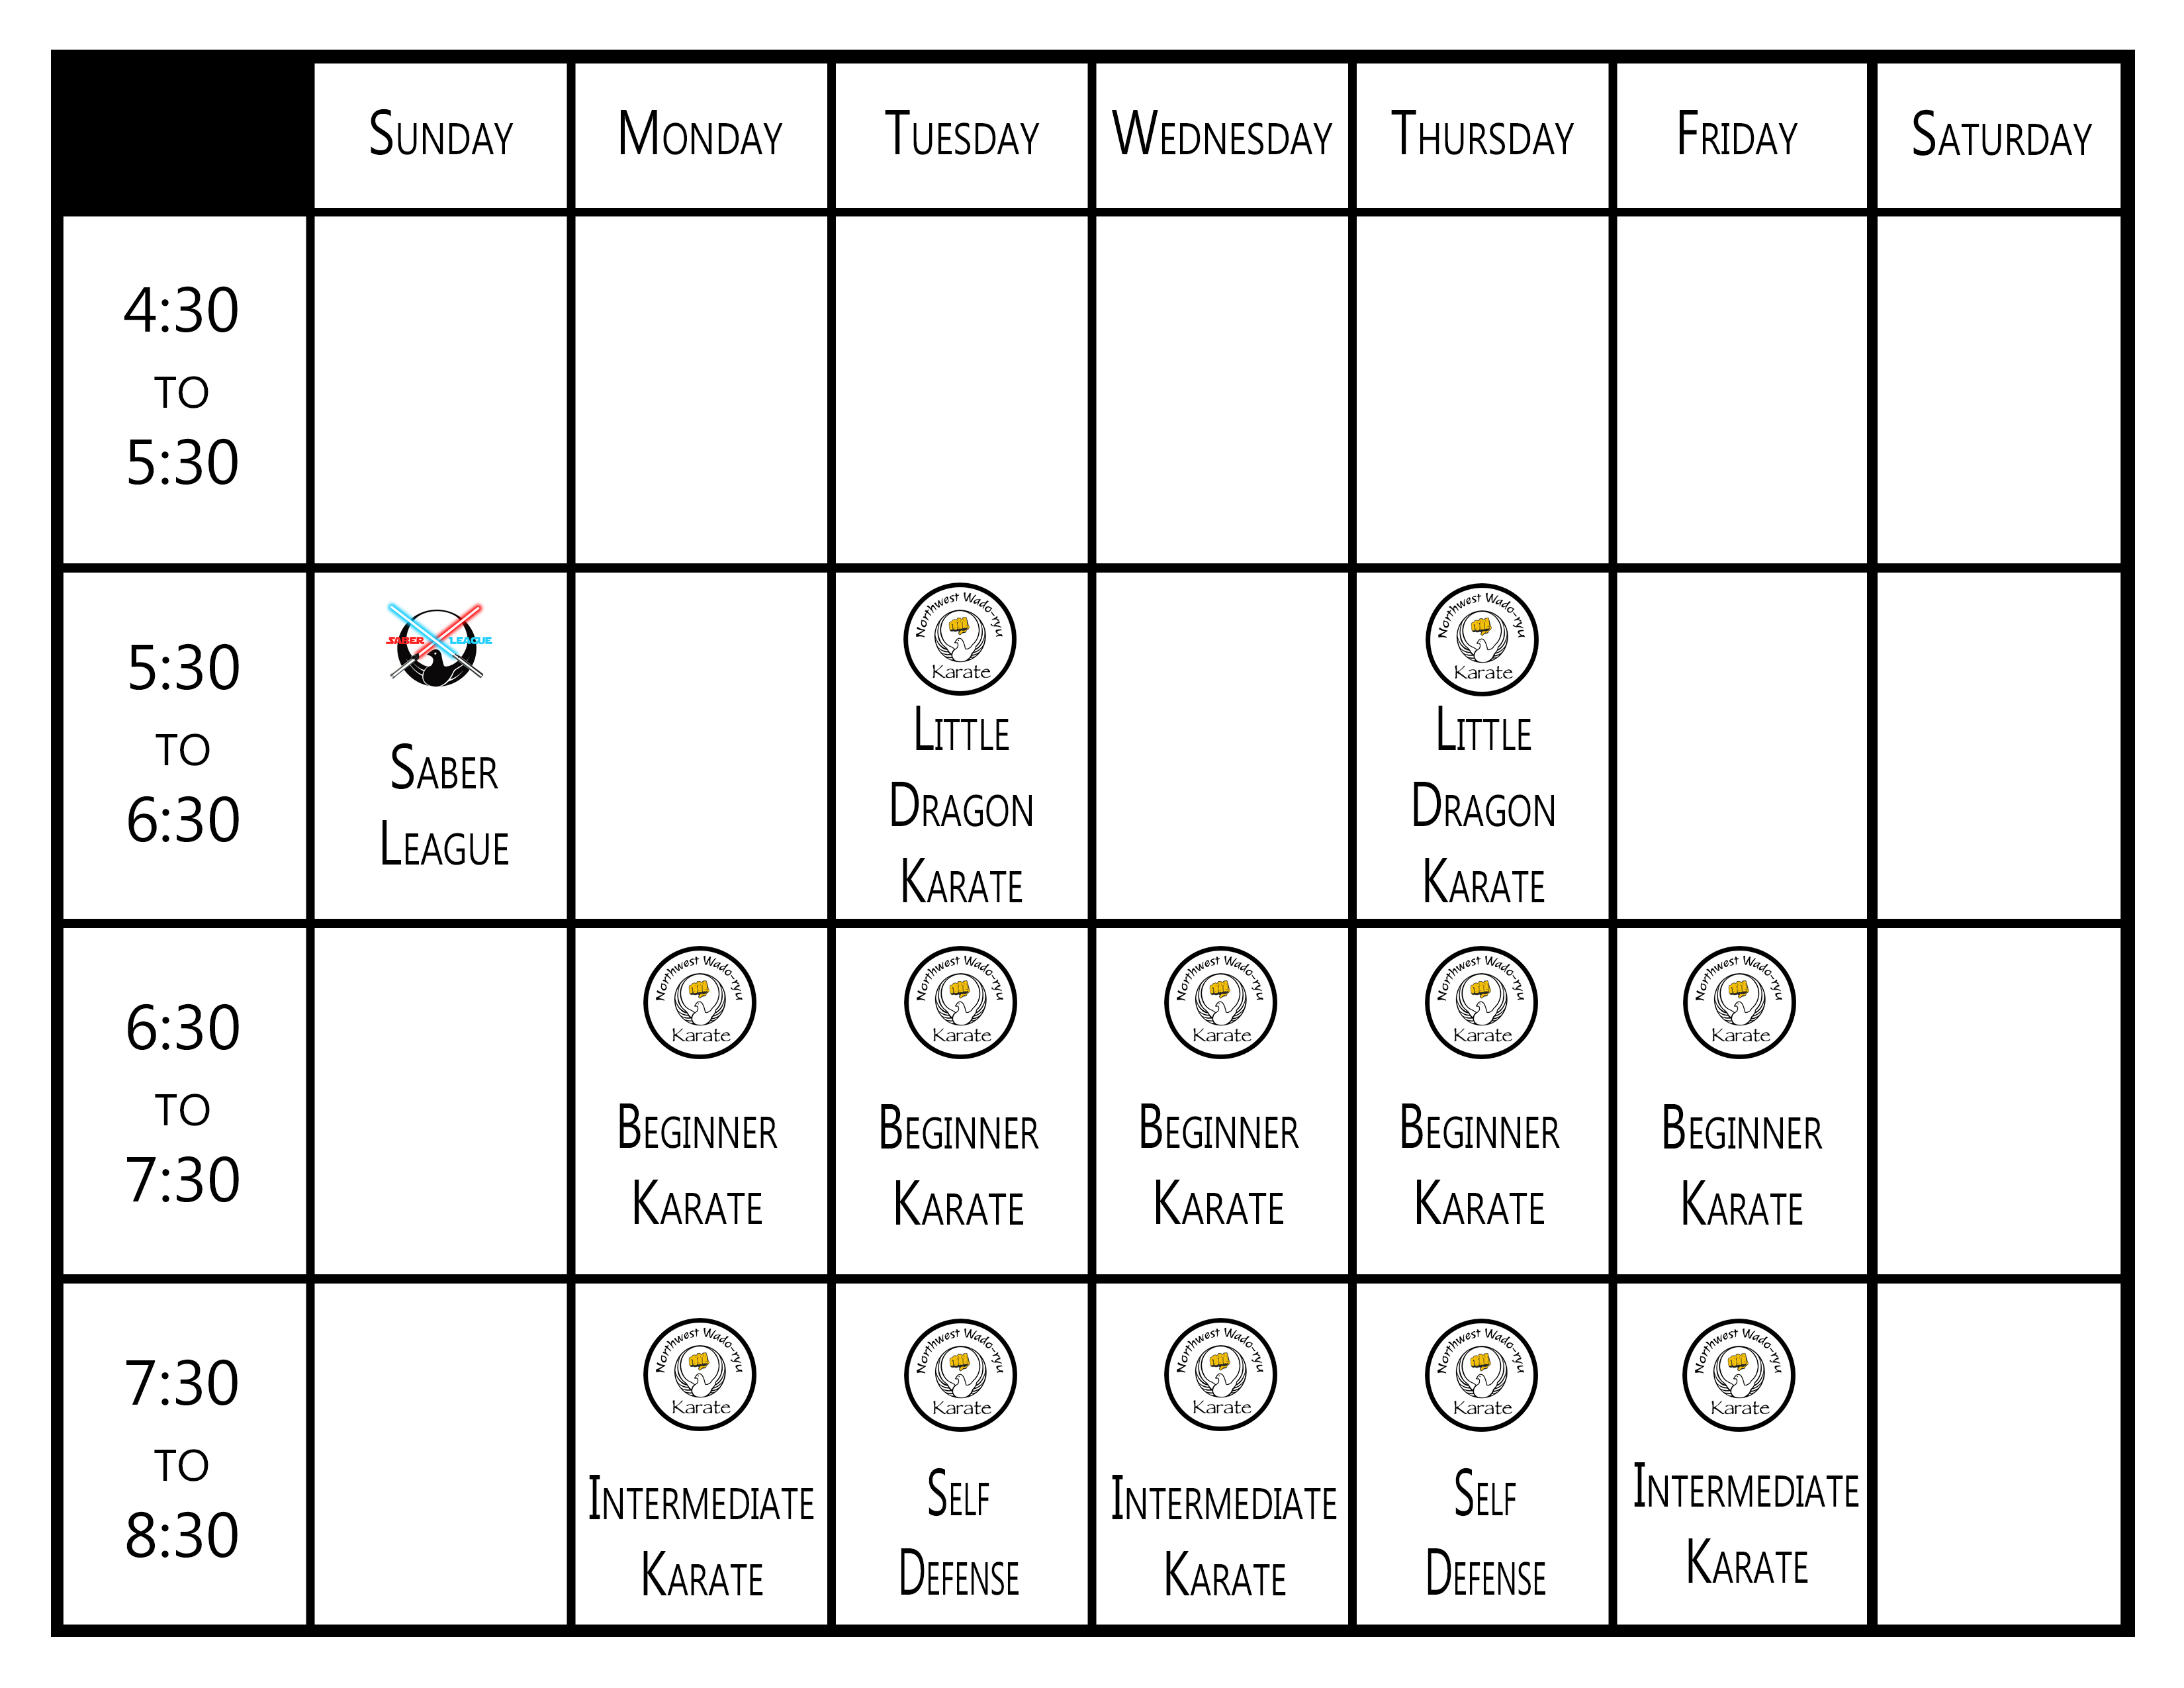 Sunday Monday Tuesday Wednesday Thursday Friday Saturday
4:30
to
5:30
5:30
to
6:30
SABER LEAGUE
Saber
League
Northwest Wado-ryu
Karate
Little
Dragon
Karate
Northwest Wado-ryu
Karate
Little
Dragon
Karate
6:30
to
7:30
Northwest Wado-ryu
Karate
Beginner
Karate
Northwest Wado-ryu
Karate
Beginner
Karate
Northwest Wado-ryu
Karate
Beginner
Karate
Northwest Wado-ryu
Karate
Beginner
Karate
Northwest Wado-ryu
Karate
Beginner
Karate
7:30
to
8:30
Northwest Wado-ryu
Karate
Intermediate
Karate
Northwest Wado-ryu
Karate
Self
Defense
Northwest Wado-ryu
Karate
Intermediate
Karate
Northwest Wado-ryu
Karate
Self
Defense
Northwest Wado-ryu
Karate
Intermediate
Karate